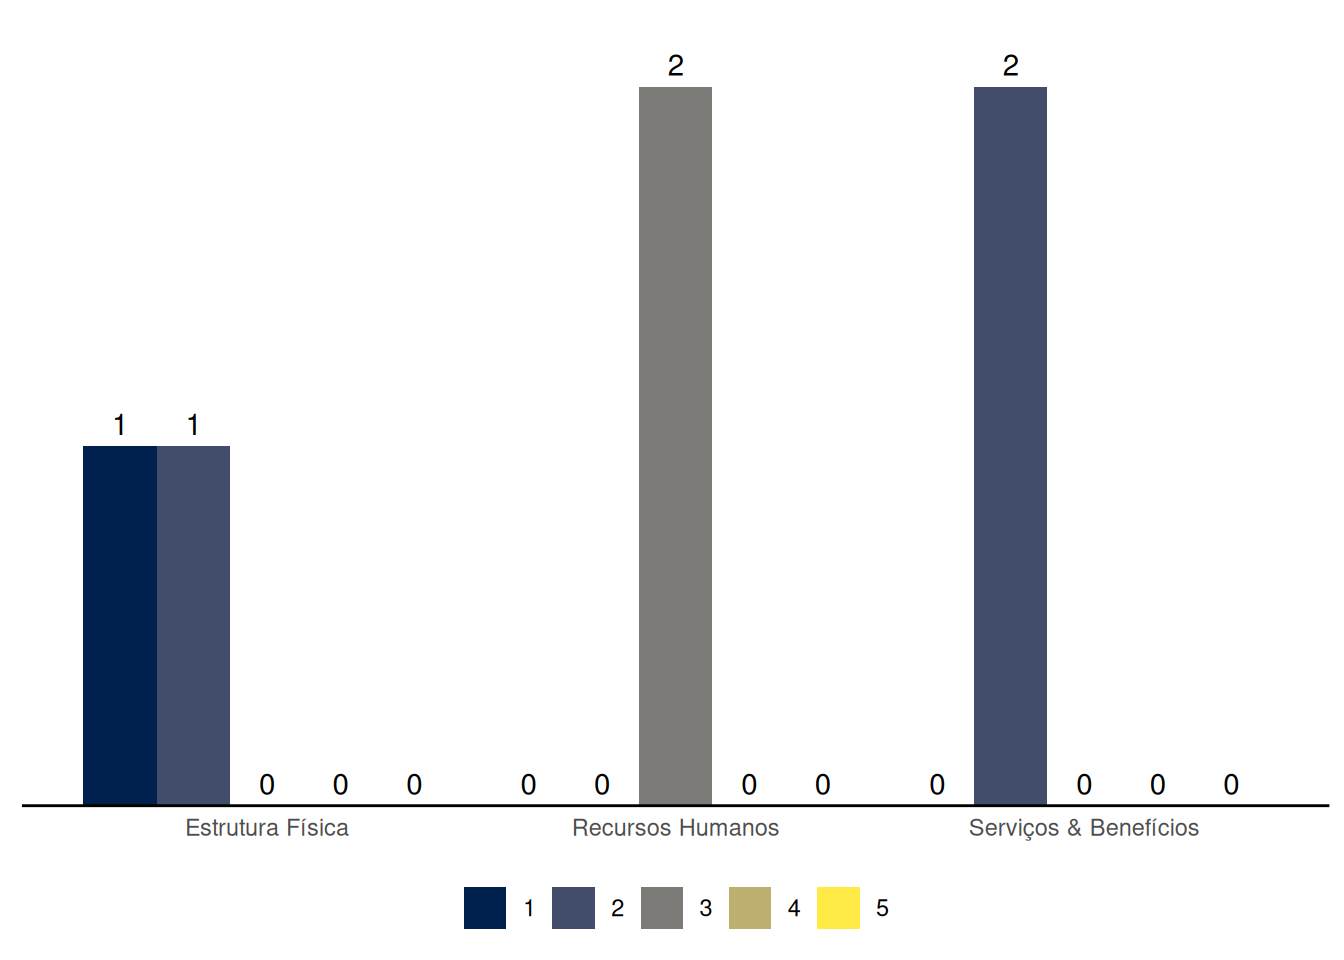 2 2
1 1
0 0 0 0 0 0 0 0 0 0 0
Estrutura Física Recursos Humanos Serviços & Benefícios
1 2 3 4 5